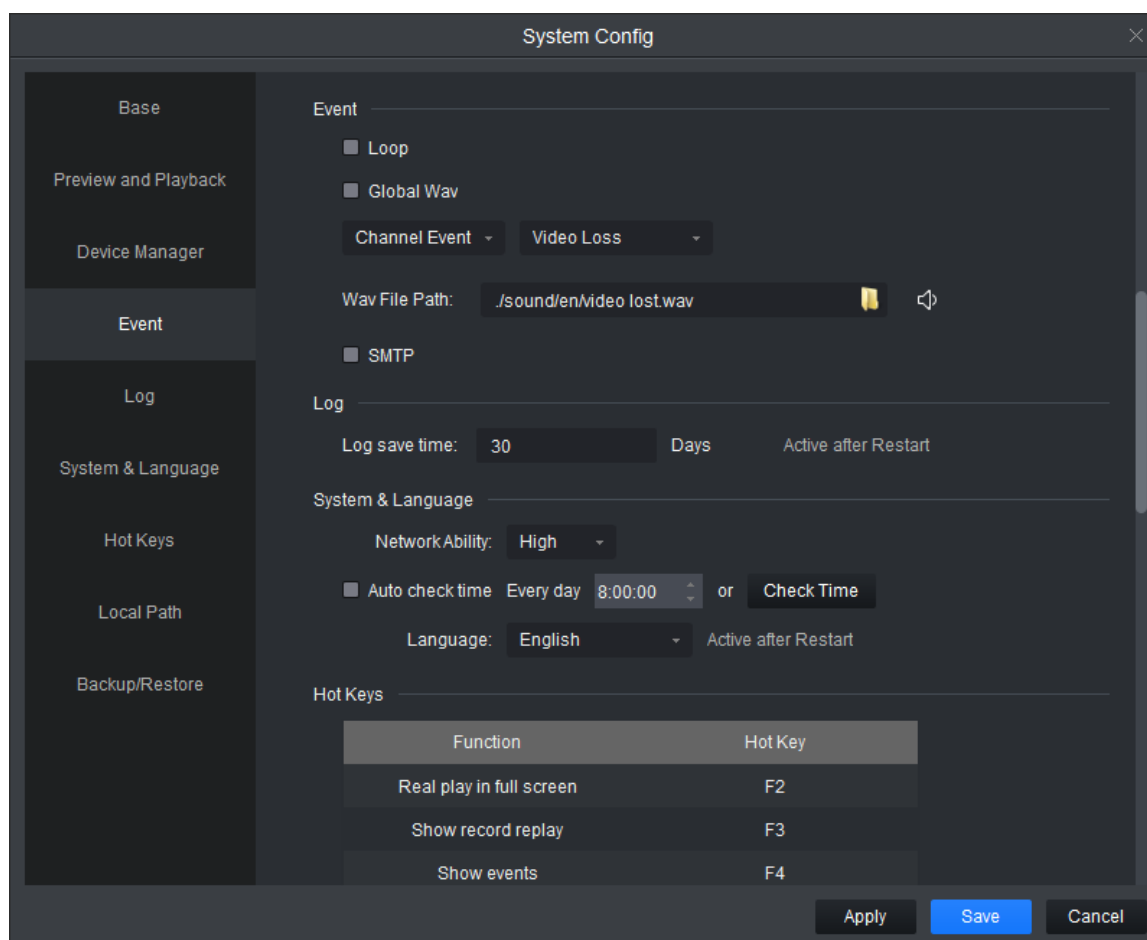 System Config
Base
Preview and Playback
Device Manager
Event
Log
System & Language
Hot Keys
Local Path
Backup/Restore
Event
Loop
Global Wav
Channel Event Video Loss
Wav File Path: ./sound/en/video lost.wav
SMTP
Log
Log save time: 30 Days Active after Restart
System & Language
Network Ability: High
Auto check time Every day 8:00:00 or Check Time
Language: English Active after Restart
Hot Keys
Function Hot Key
Real play in full screen F2
Show record replay F3
Show events F4
Apply Save Cancel